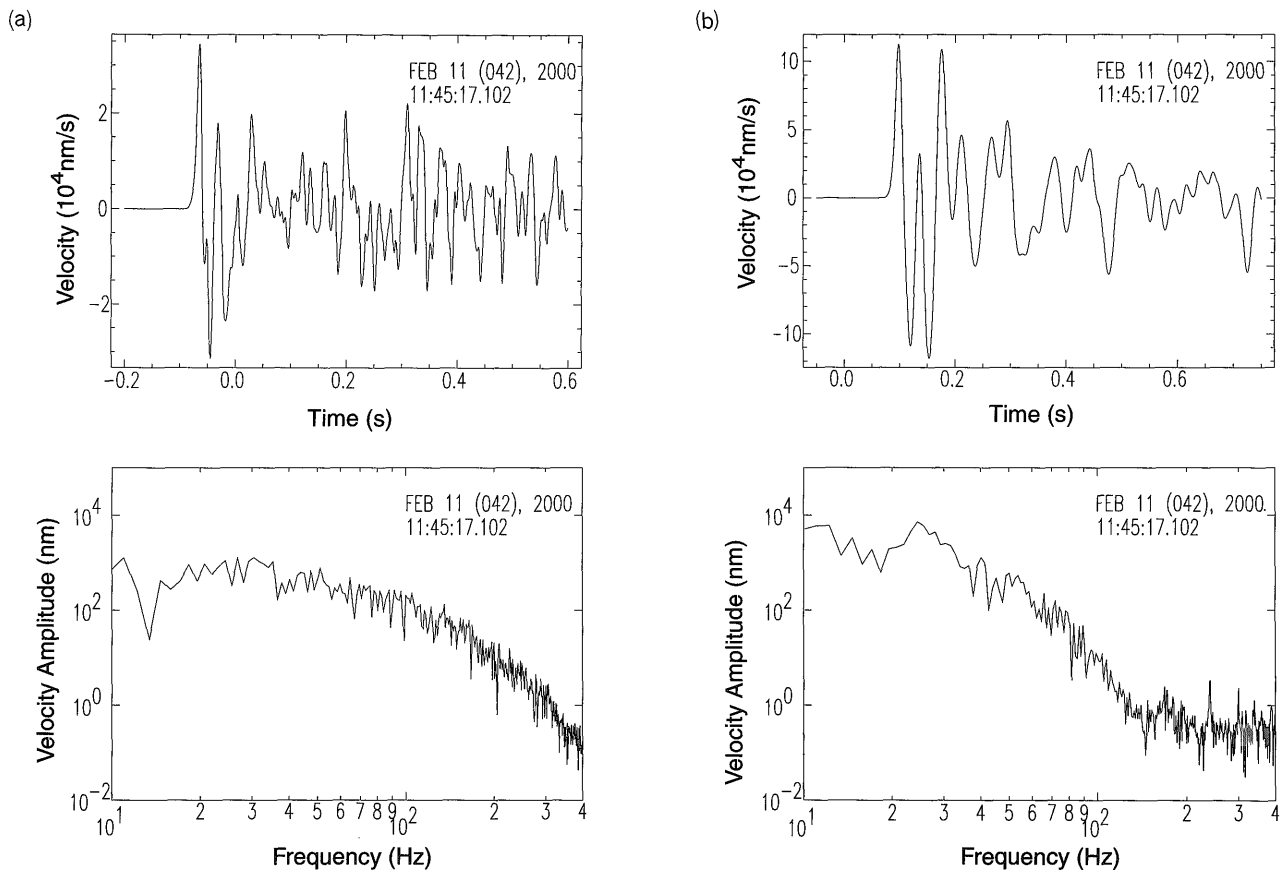 (a)
FEB 11 (042), 2000
11:45:17.102
Velocity (10⁴nm/s)
2
0
−2
−0.2 0.0 0.2 0.4 0.6
Time (s)
(b)
FEB 11 (042), 2000
11:45:17.102
Velocity (10⁴nm/s)
10
5
0
−5
−10
0.0 0.2 0.4 0.6
Time (s)
FEB 11 (042), 2000
11:45:17.102
Velocity Amplitude (nm)
10⁴
10²
10⁰
10⁻²
10¹ 2 3 4 5 6 7 8 9 10² 2 3 4
Frequency (Hz)
FEB 11 (042), 2000.
11:45:17.102
Velocity Amplitude (nm)
10⁴
10²
10⁰
10⁻²
10¹ 2 3 4 5 6 7 8 9 10² 2 3 4
Frequency (Hz)